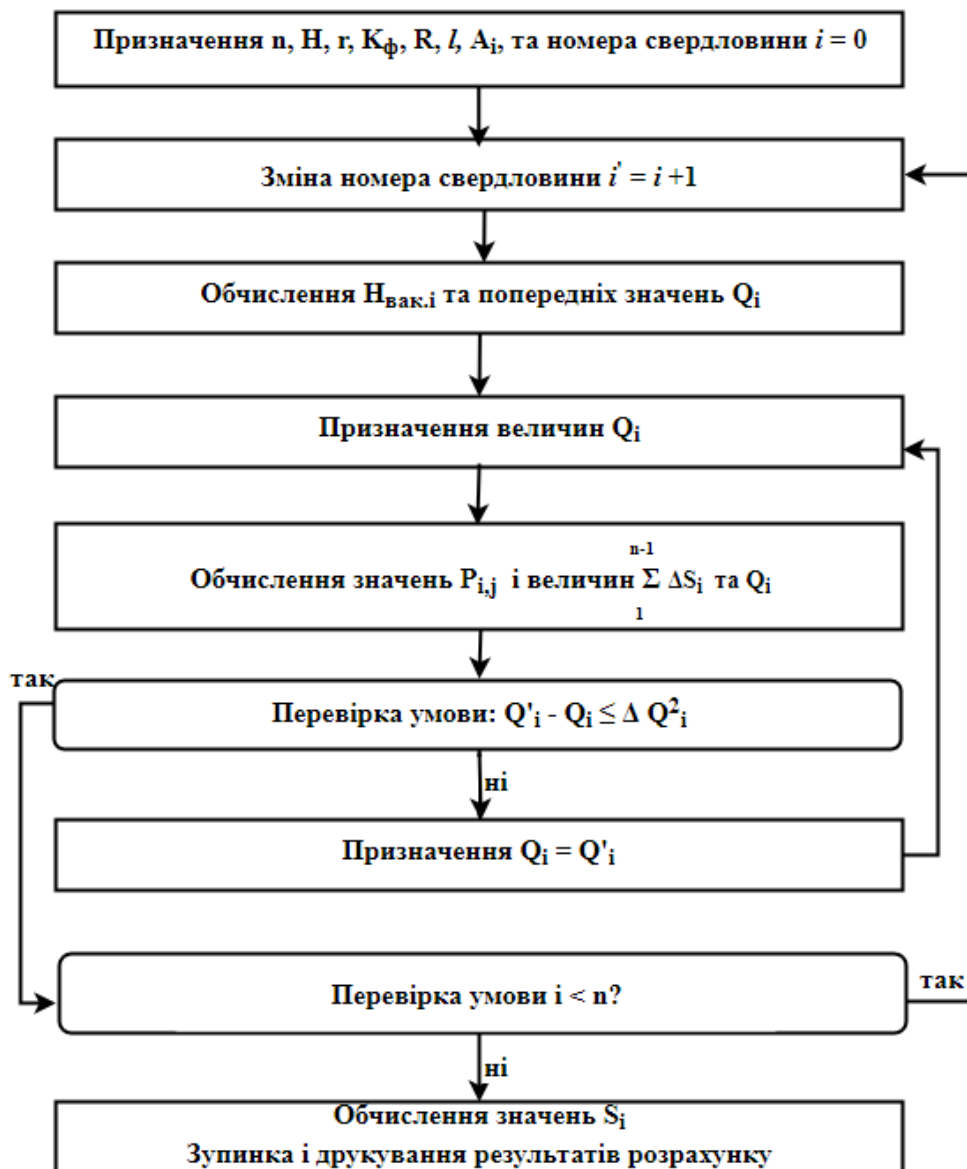 Призначення n, H, r, Kф, R, l, Ai, та номера свердловини i = 0
Зміна номера свердловини i' = i +1
Обчислення Hвак.i та попередніх значень Qi
Призначення величин Qi
n-1
Обчислення значень Pi,j і величин Σ ΔSi та Qi
1
так
Перевірка умови: Q'i - Qi ≤ Δ Q²i
ні
Призначення Qi = Q'i
Перевірка умови i < n?
так
ні
Обчислення значень Si
Зупинка і друкування результатів розрахунку